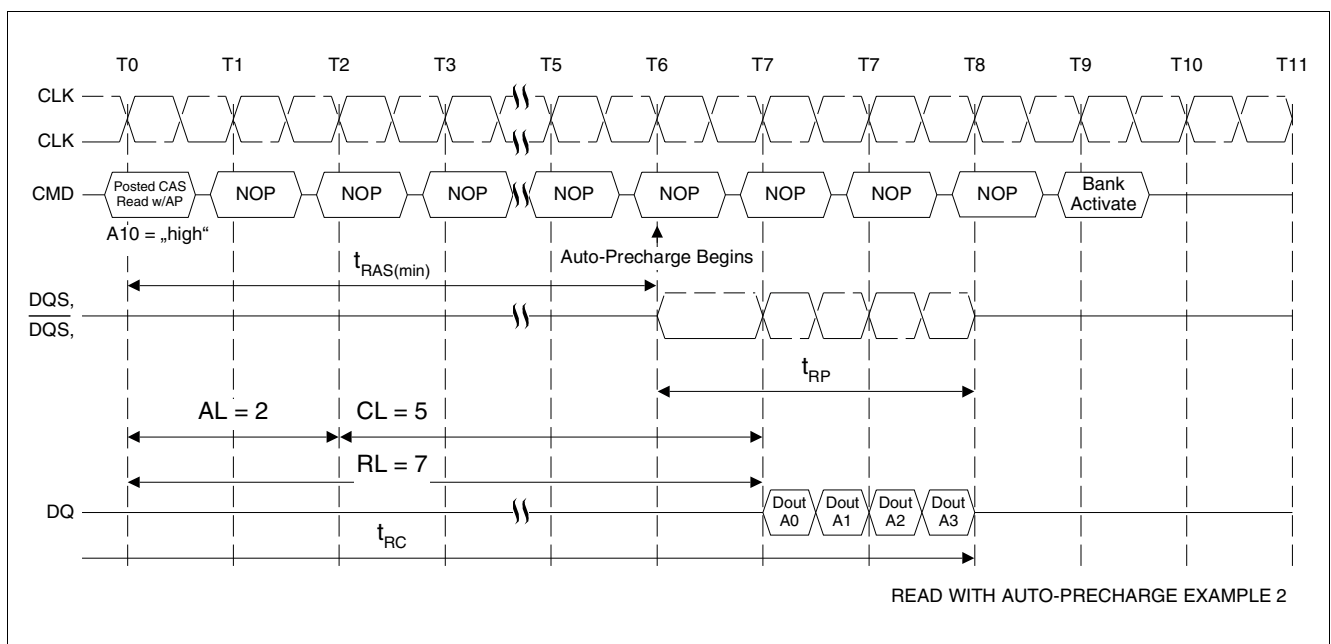 T0 T1 T2 T3 T5 T6 T7 T7 T8 T9 T10 T11
CLK
CLK
CMD
Posted CAS
Read w/AP
NOP NOP NOP NOP NOP NOP NOP NOP
Bank
Activate
A10 = „high“
Auto-Precharge Begins
tRAS(min)
DQS,
DQS,
tRP
AL = 2 CL = 5
RL = 7
DQ
Dout
A0
Dout
A1
Dout
A2
Dout
A3
tRC
READ WITH AUTO-PRECHARGE EXAMPLE 2